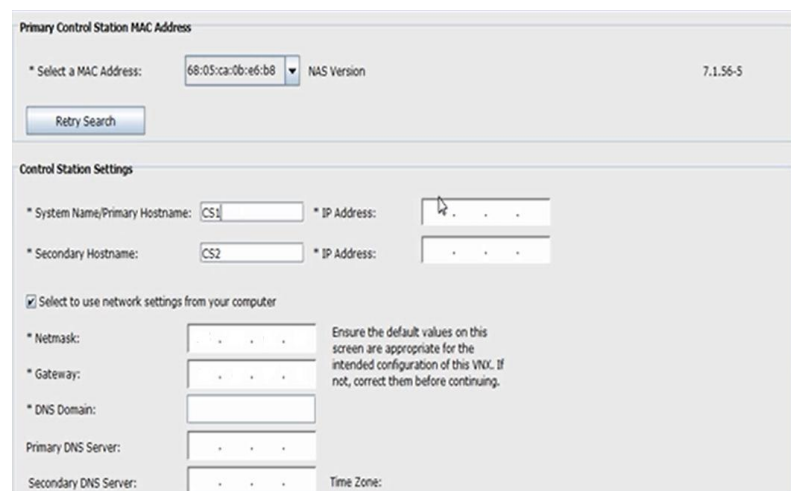 Primary Control Station MAC Address
* Select a MAC Address: 68:05:ca:0b:e6:b8 NAS Version 7.1.56-5
Retry Search
Control Station Settings
* System Name/Primary Hostname: CS1 * IP Address: . . .
* Secondary Hostname: CS2 * IP Address: . . .
Select to use network settings from your computer
* Netmask: . . .
Ensure the default values on this
screen are appropriate for the
intended configuration of this VNX. If
not, correct them before continuing.
* Gateway: . . .
* DNS Domain:
Primary DNS Server: . . .
Secondary DNS Server: . . . Time Zone: